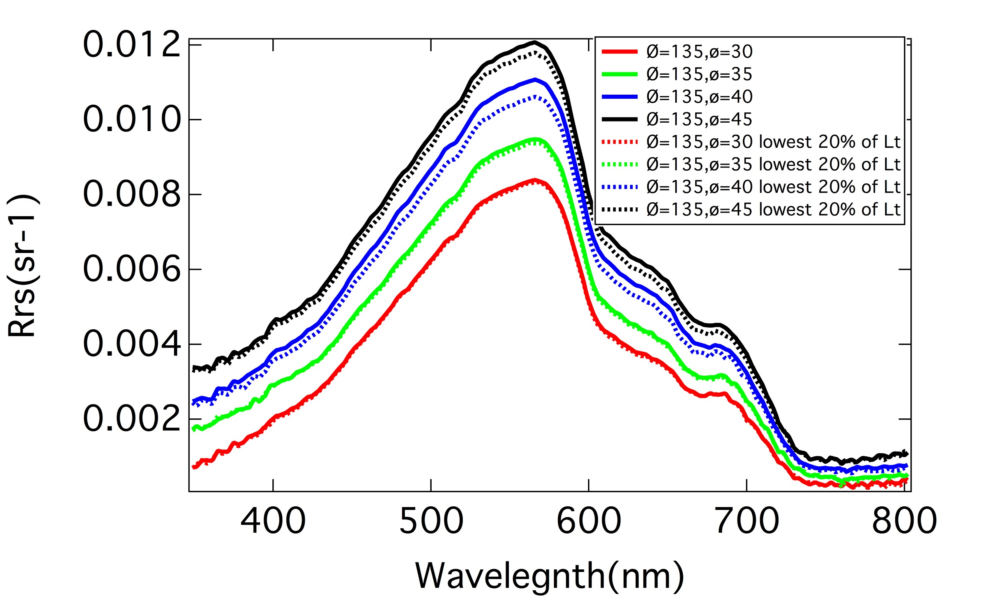 Rrs(sr-1)
0.012
0.010
0.008
0.006
0.004
0.002
Ø=135,ø=30
Ø=135,ø=35
Ø=135,ø=40
Ø=135,ø=45
Ø=135,ø=30 lowest 20% of Lt
Ø=135,ø=35 lowest 20% of Lt
Ø=135,ø=40 lowest 20% of Lt
Ø=135,ø=45 lowest 20% of Lt
400 500 600 700 800
Wavelegnth(nm)